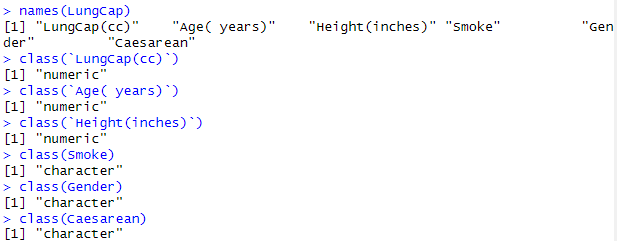 > names(LungCap)
[1] "LungCap(cc)"    "Age( years)"    "Height(inches)" "Smoke"          "Gen
der"         "Caesarean"
> class(`LungCap(cc)`)
[1] "numeric"
> class(`Age( years)`)
[1] "numeric"
> class(`Height(inches)`)
[1] "numeric"
> class(Smoke)
[1] "character"
> class(Gender)
[1] "character"
> class(Caesarean)
[1] "character"